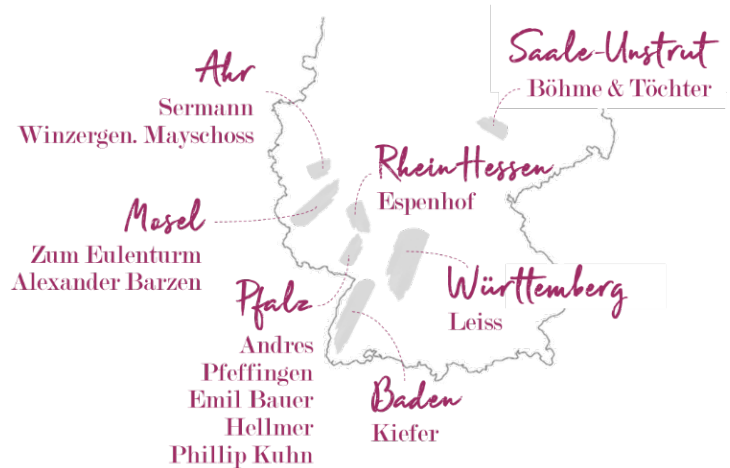 Ahr
Sermann
Winzergen. Mayschoss
Saale-Unstrut
Böhme & Töchter
RheinHessen
Espenhof
Mosel
Zum Eulenturm
Alexander Barzen
Pfalz
Andres
Pfeffingen
Emil Bauer
Hellmer
Phillip Kuhn
Württemberg
Leiss
Baden
Kiefer